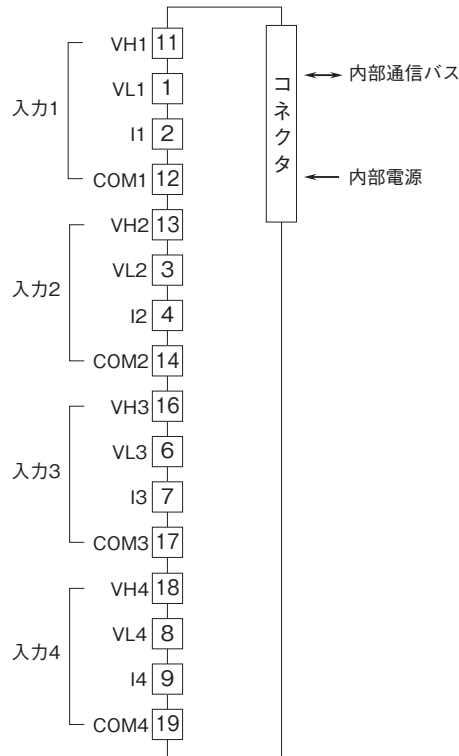 VH1 11
VL1 1
I1 2
COM1 12
入力1
VH2 13
VL2 3
I2 4
COM2 14
入力2
VH3 16
VL3 6
I3 7
COM3 17
入力3
VH4 18
VL4 8
I4 9
COM4 19
入力4
コネクタ
内部通信バス
内部電源